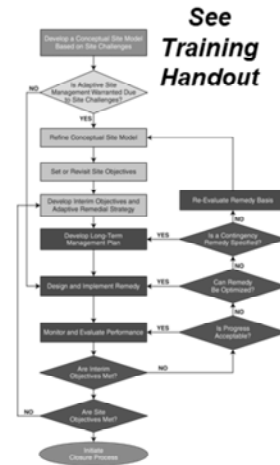 See
Training
Handout
Develop a Conceptual Site Model
Based on Site Challenges
NO
Is Adaptive Site
Management Warranted Due
to Site Challenges?
YES
Refine Conceptual Site Model
Set or Revisit Site Objectives
Develop Interim Objectives and
Adaptive Remedial Strategy
Re-Evaluate Remedy Basis
NO
Develop Long-Term
Management Plan
YES
Is a Contingency
Remedy Specified?
NO
Design and Implement Remedy
YES
Can Remedy
Be Optimized?
NO
Monitor and Evaluate Performance
YES
Is Progress
Acceptable?
Are Interim
Objectives Met?
NO
NO
Are Site
Objectives Met?
Initiate
Closure Process